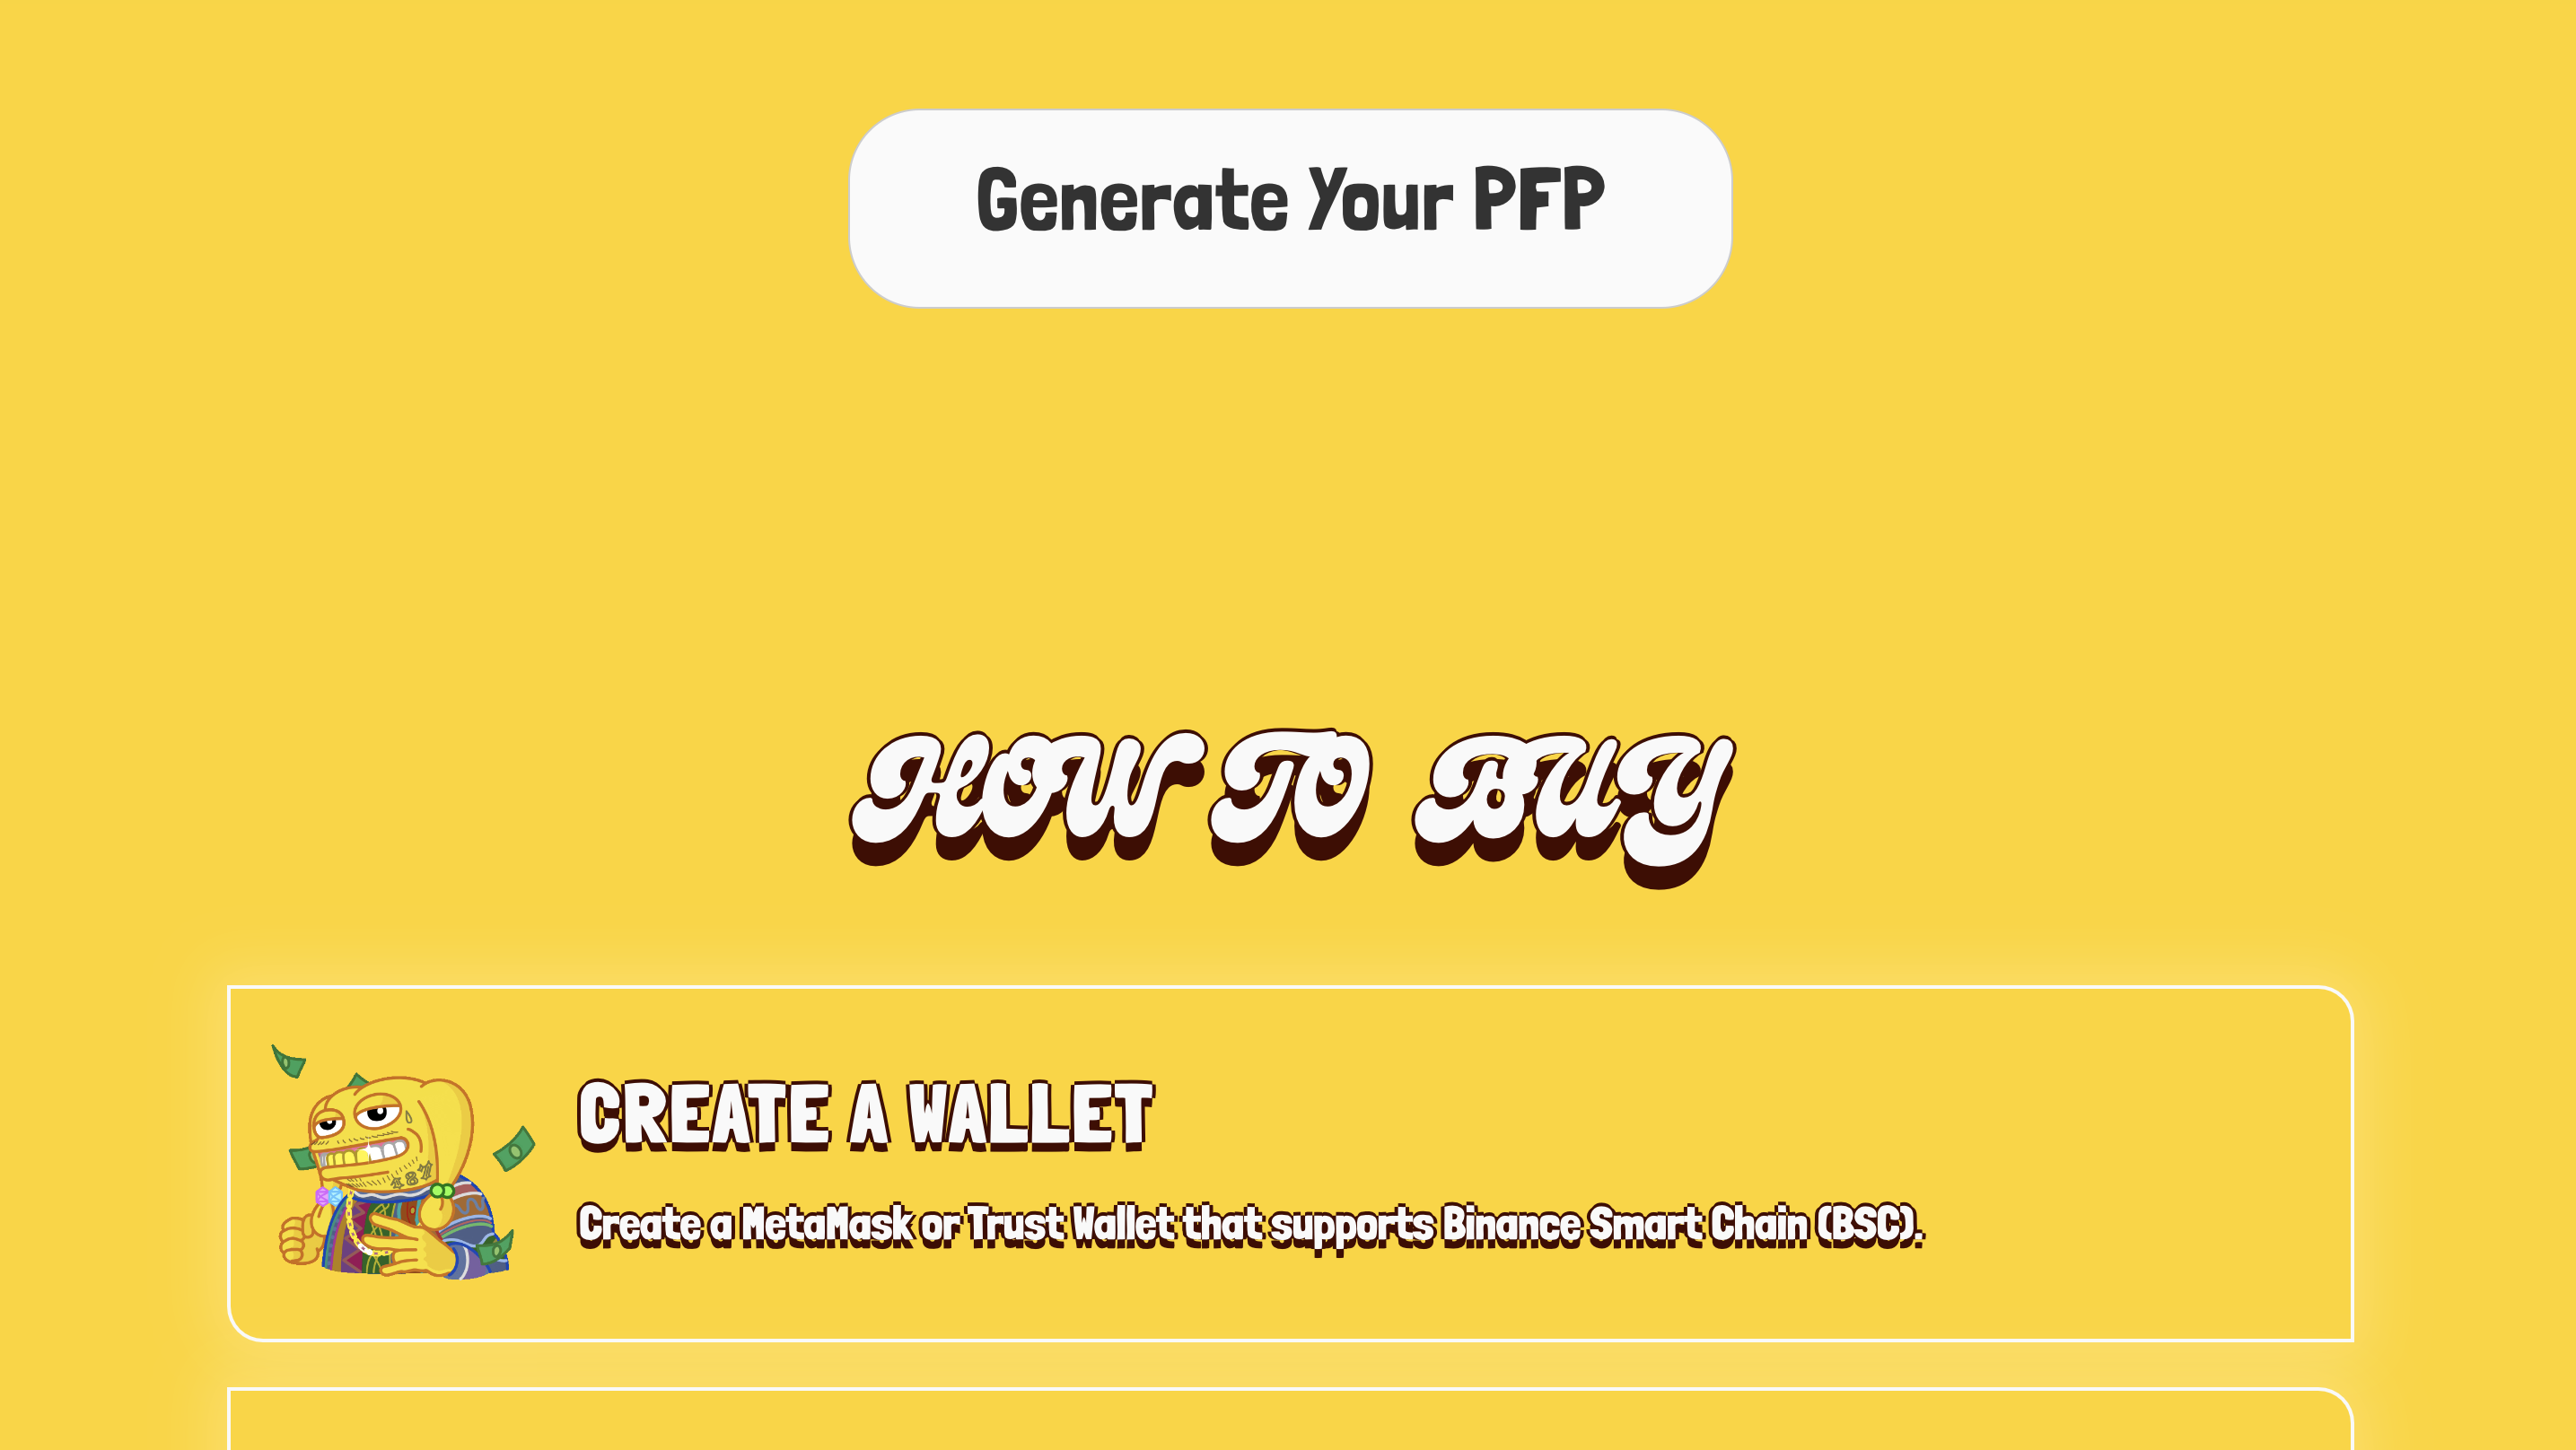 Generate Your PFP
HOW TO BUY
CREATE A WALLET
Create a MetaMask or Trust Wallet that supports Binance Smart Chain (BSC).